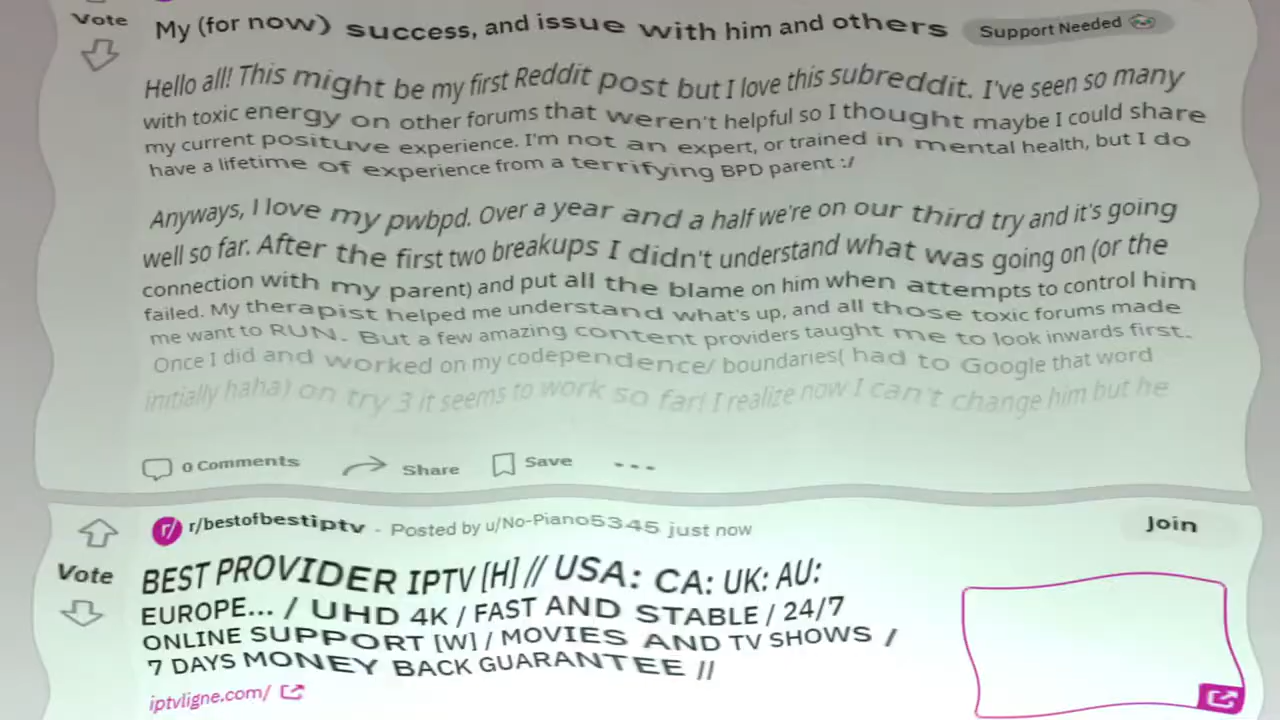 Vote
My (for now) success, and issue with him and others Support Needed
Hello all! This might be my first Reddit post but I love this subreddit. I've seen so many
with toxic energy on other forums that weren't helpful so I thought maybe I could share
my current posituve experience. I'm not an expert, or trained in mental health, but I do
have a lifetime of experience from a terrifying BPD parent :/
Anyways, I love my pwbpd. Over a year and a half we're on our third try and it's going
well so far. After the first two breakups I didn't understand what was going on (or the
connection with my parent) and put all the blame on him when attempts to control him
failed. My therapist helped me understand what's up, and all those toxic forums made
me want to RUN. But a few amazing content providers taught me to look inwards first.
Once I did and worked on my codependence/ boundaries( had to Google that word
initially haha) on try 3 it seems to work so far! I realize now I can't change him but he
0 Comments Share Save
r/bestofbestiptv - Posted by u/No-Piano5345 just now Join
Vote
BEST PROVIDER IPTV [H] // USA: CA: UK: AU:
EUROPE... / UHD 4K / FAST AND STABLE / 24/7
ONLINE SUPPORT [W] / MOVIES AND TV SHOWS /
7 DAYS MONEY BACK GUARANTEE //
iptvligne.com/